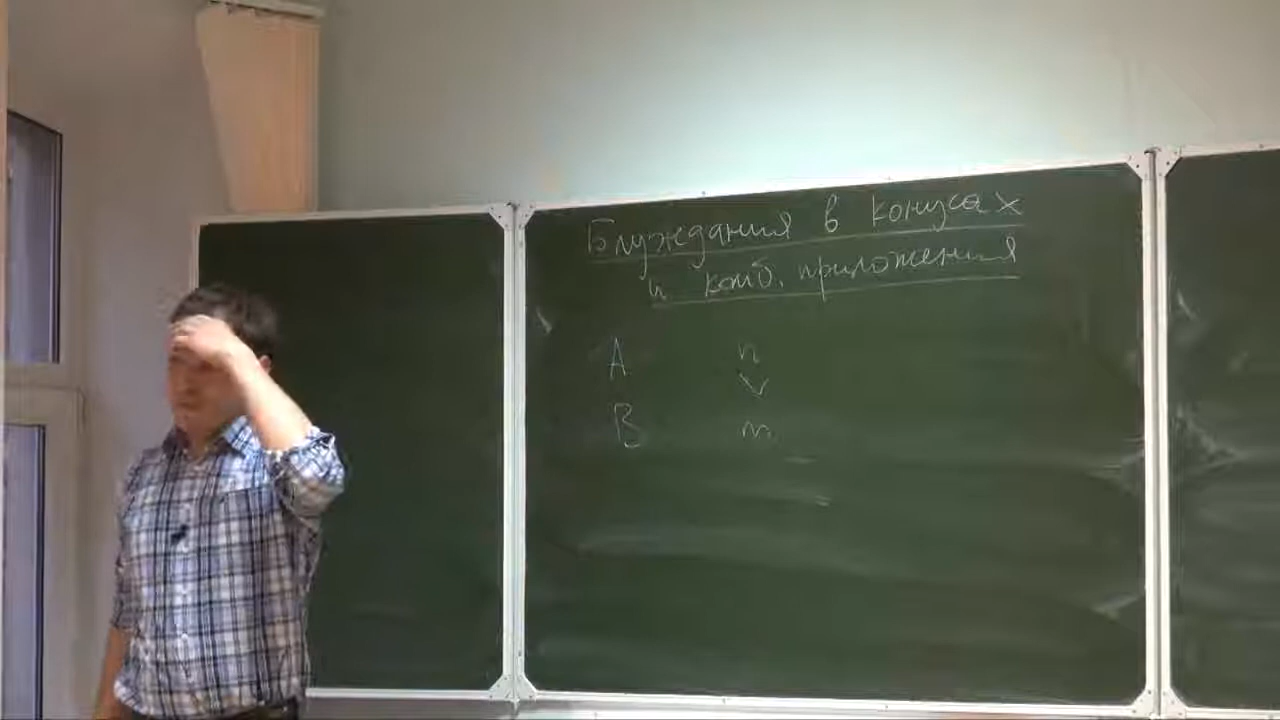 Блуждания в конусах
и комб. приложения
A n
V
B m